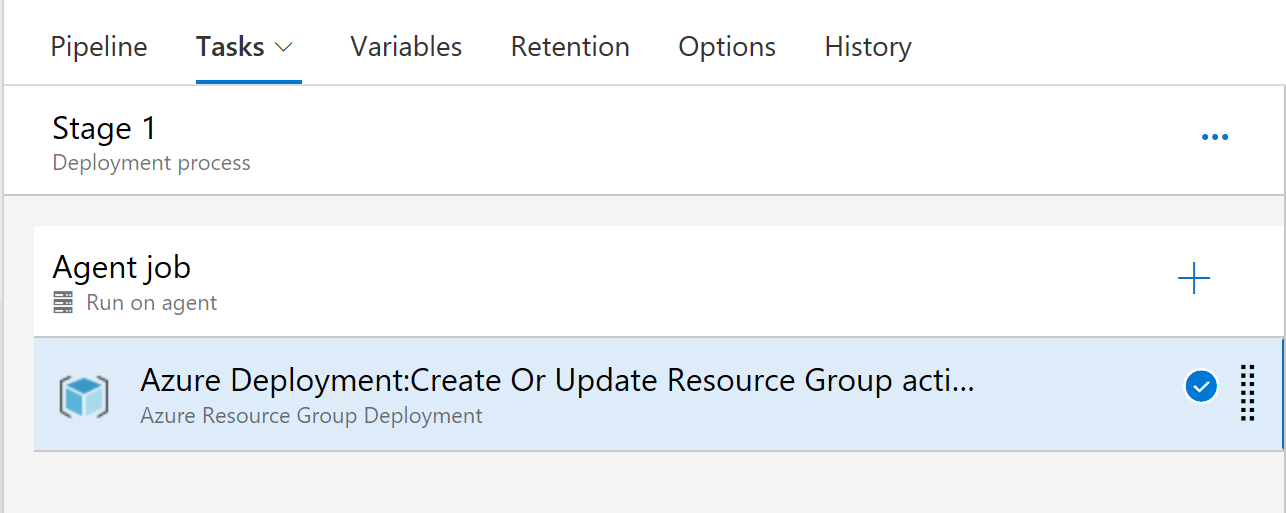 Pipeline Tasks Variables Retention Options History
Stage 1
Deployment process
Agent job
Run on agent
Azure Deployment:Create Or Update Resource Group acti...
Azure Resource Group Deployment